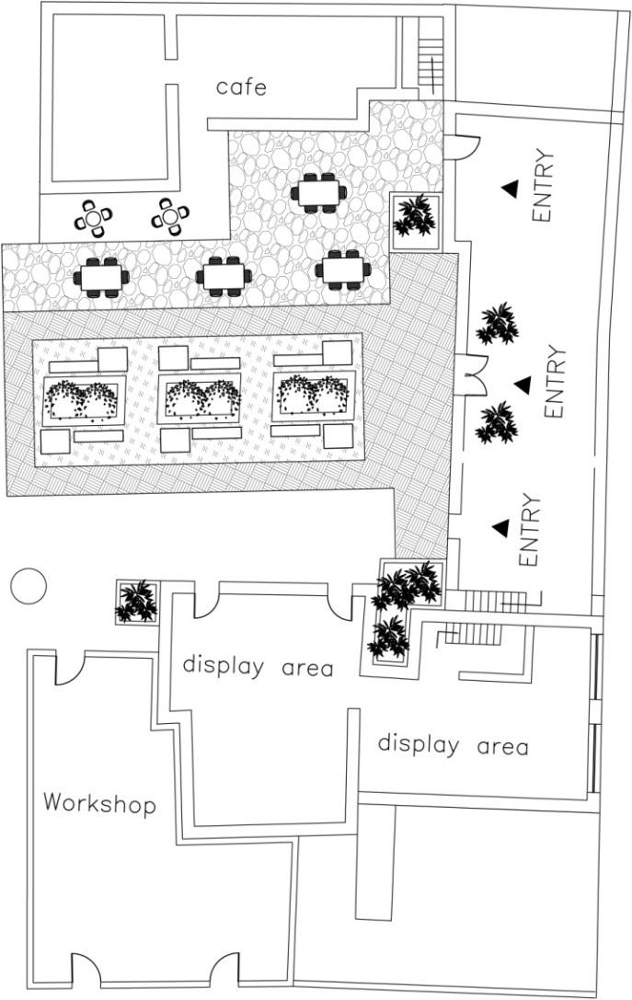 cafe
ENTRY
ENTRY
ENTRY
display area
display area
Workshop